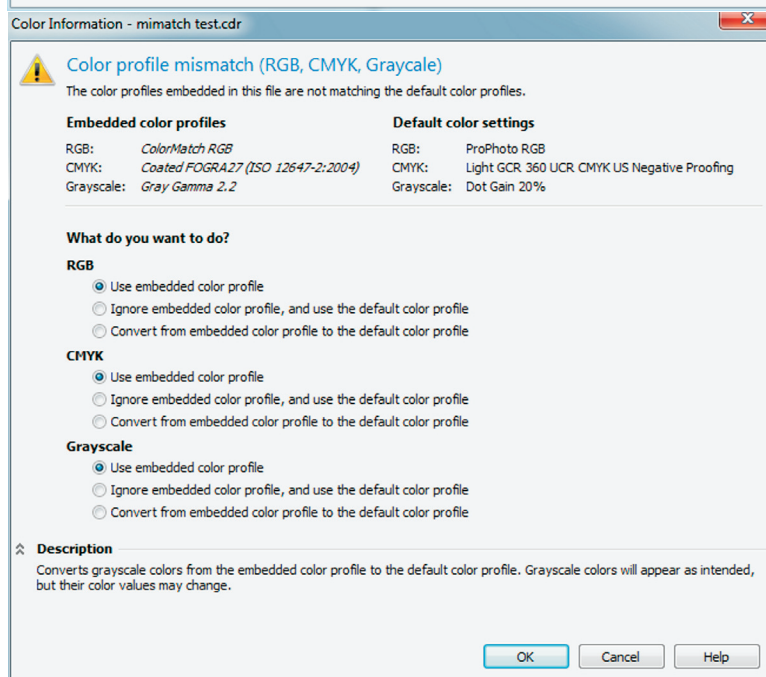 Color Information - mimatch test.cdr
Color profile mismatch (RGB, CMYK, Graycale)
The color profiles embedded in this file are not matching the default color profiles.
Embedded color profiles Default color settings
RGB: ColorMatch RGB RGB: ProPhoto RGB
CMYK: Coated FOGRA27 (ISO 12647-2:2004) CMYK: Light GCR 360 UCR CMYK US Negative Proofing
Grayscale: Gray Gamma 2.2 Grayscale: Dot Gain 20%
What do you want to do?
RGB
Use embedded color profile
Ignore embedded color profile, and use the default color profile
Convert from embedded color profile to the default color profile
CMYK
Use embedded color profile
Ignore embedded color profile, and use the default color profile
Convert from embedded color profile to the default color profile
Grayscale
Use embedded color profile
Ignore embedded color profile, and use the default color profile
Convert from embedded color profile to the default color profile
Description
Converts grayscale colors from the embedded color profile to the default color profile. Grayscale colors will appear as intended,
but their color values may change.
OK Cancel Help